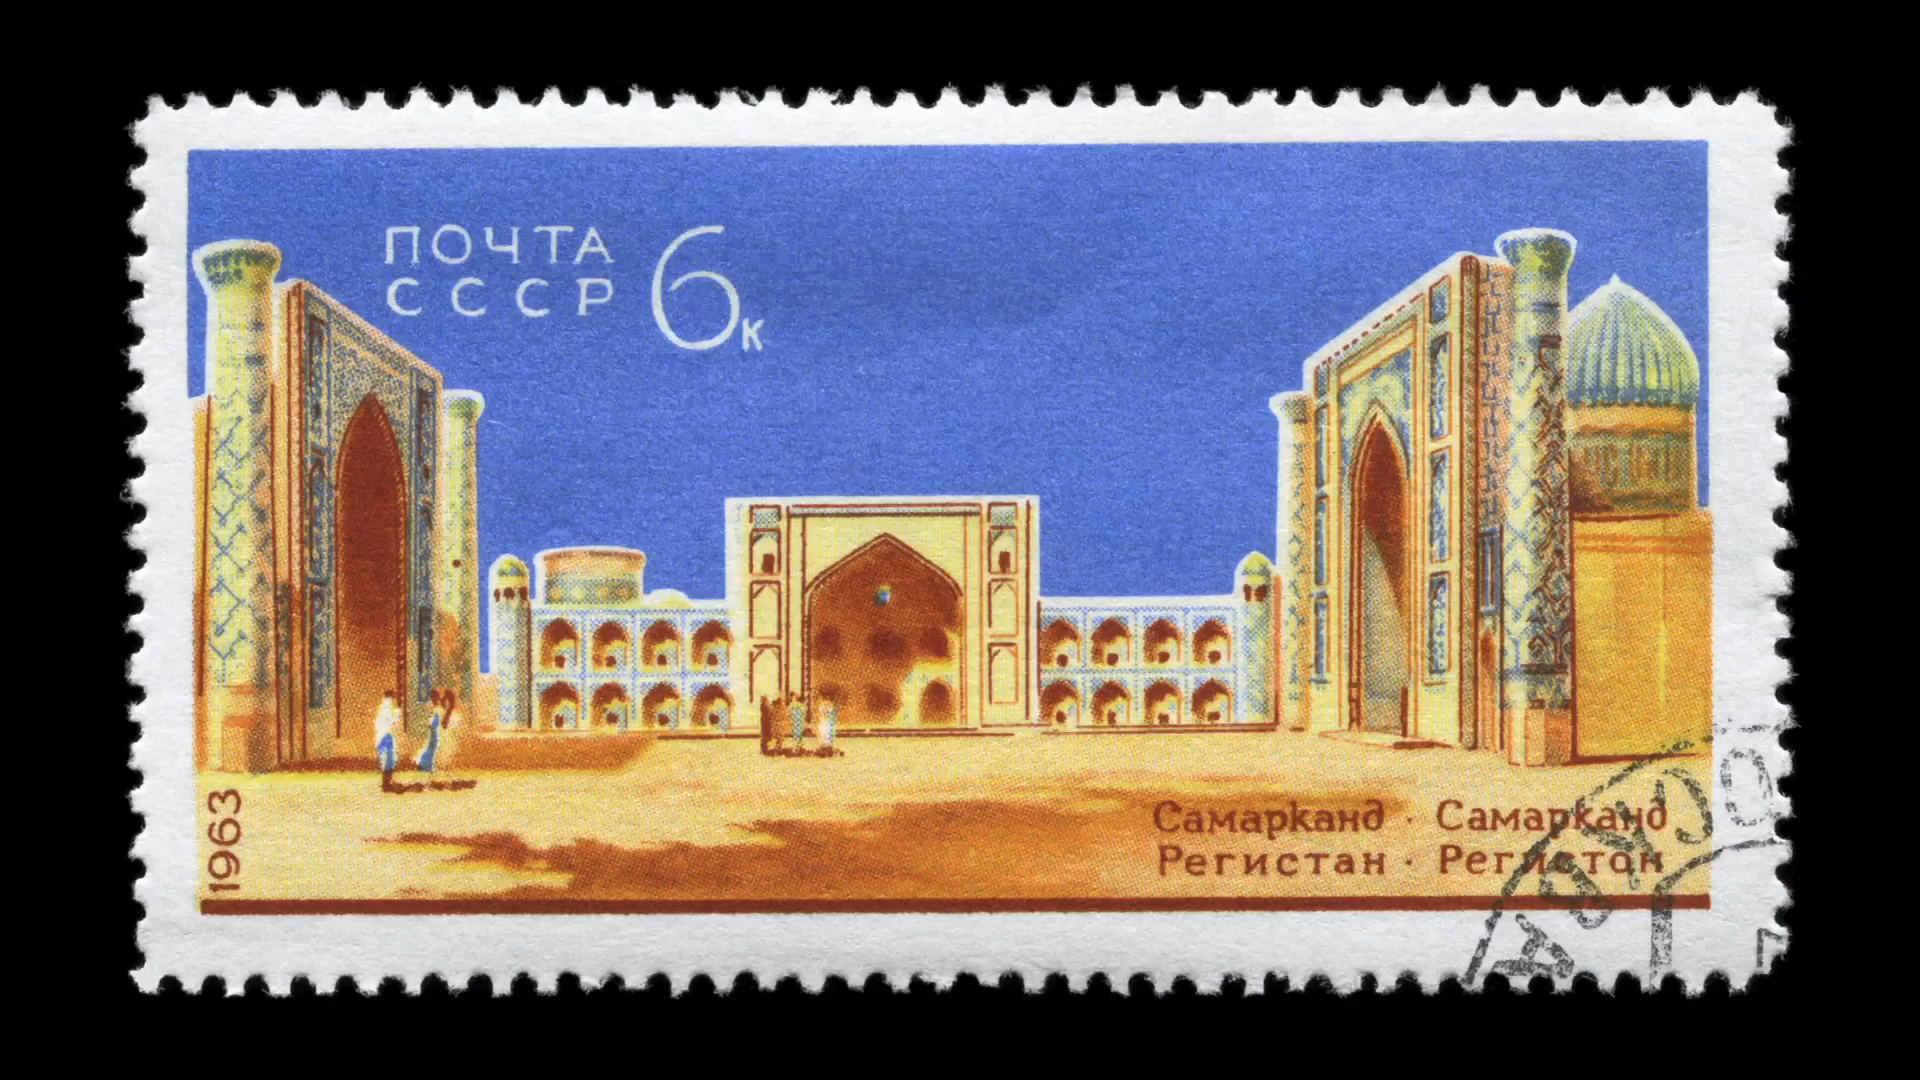 ПОЧТА
СССР
6к
1963
Самарканд · Самарканд
Регистан · Регистон